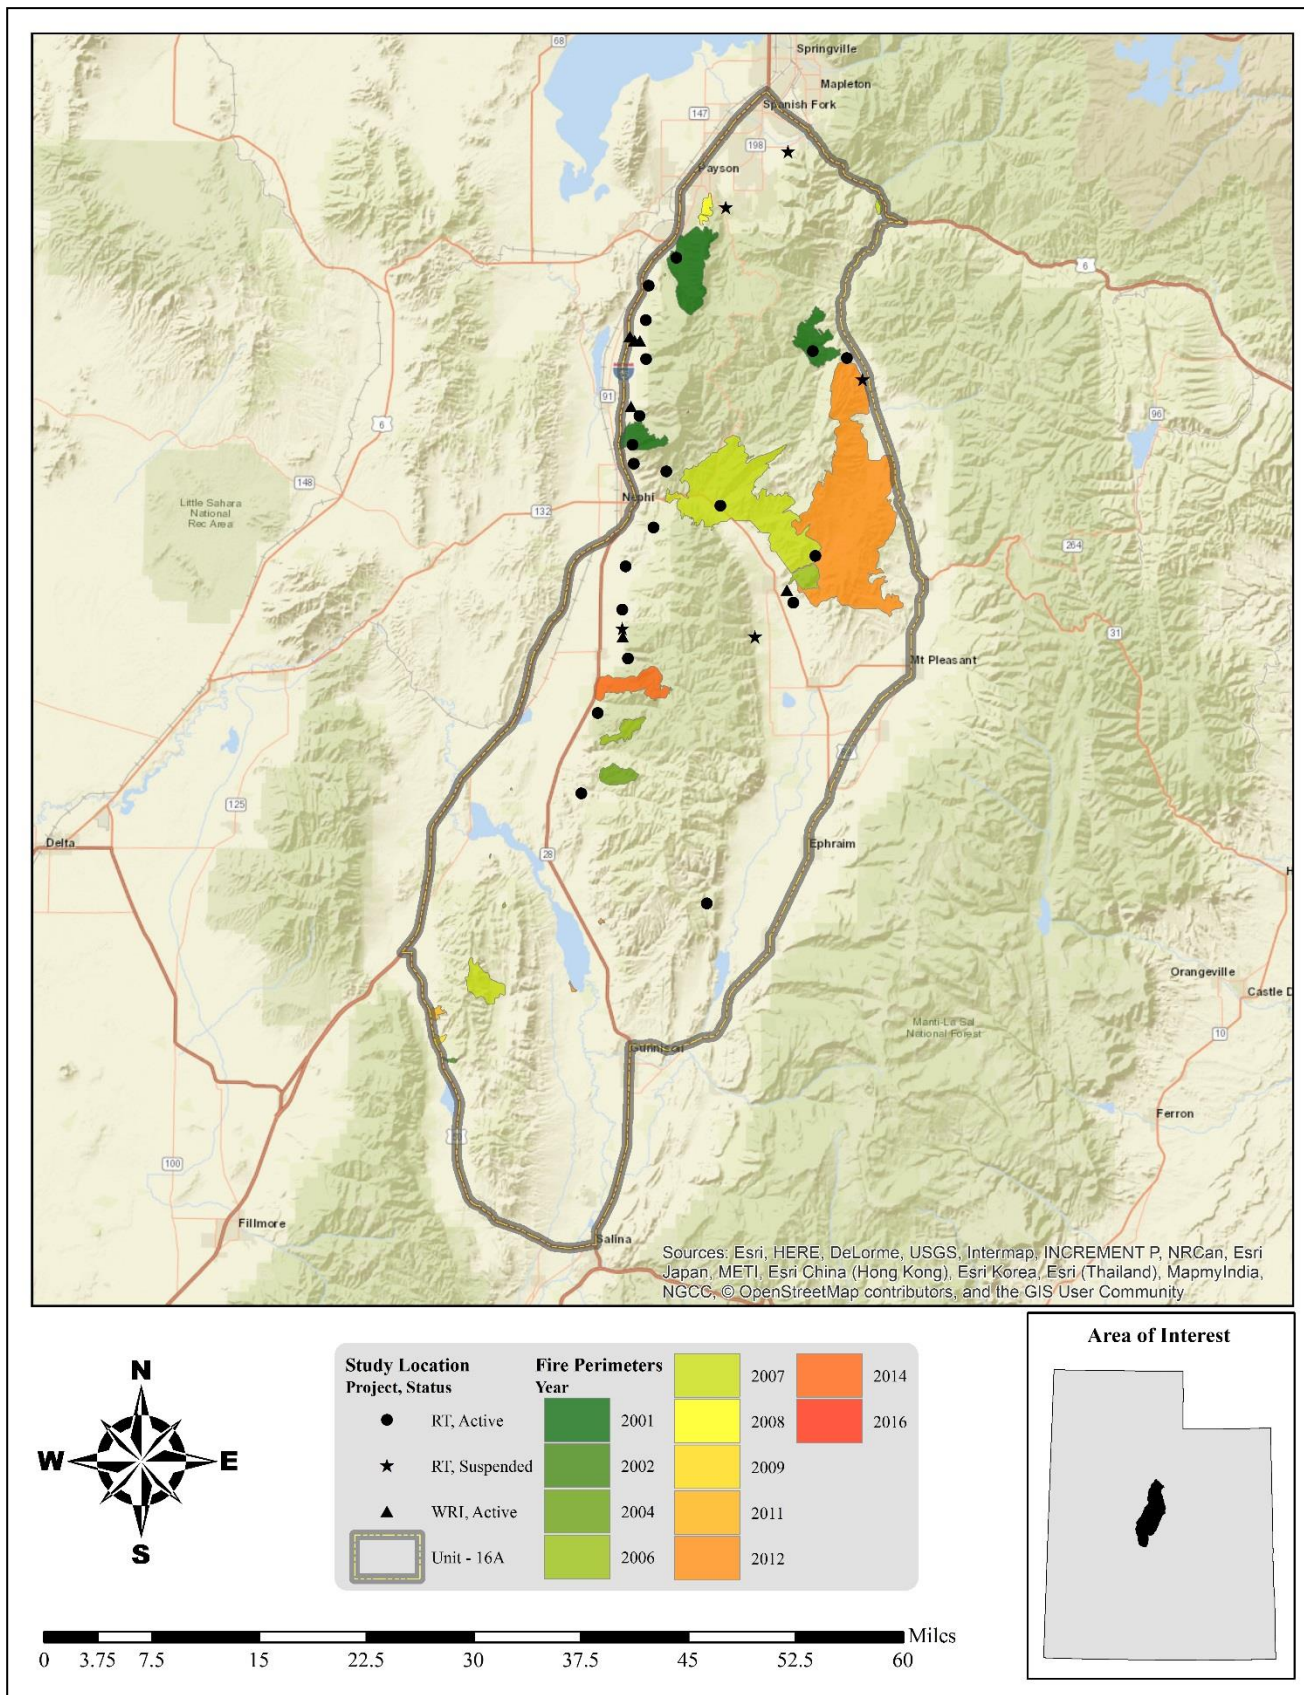 68
Springville
Mapleton
Spanish Fork
147
198
Payson
6
91
96
Little Sahara
National
Rec Area
148
Nephi
132
264
31
Mt Pleasant
125
Delta
28
Ephraim
Orangeville
Castle D
Manti-La Sal
National Forest
10
Gunnison
Ferron
100
Fillmore
Salina
Sources: Esri, HERE, DeLorme, USGS, Intermap, INCREMENT P, NRCan, Esri
Japan, METI, Esri China (Hong Kong), Esri Korea, Esri (Thailand), MapmyIndia,
NGCC, © OpenStreetMap contributors, and the GIS User Community
N
W E
S
Study Location
Project, Status
RT, Active
RT, Suspended
WRI, Active
Unit - 16A
Fire Perimeters
Year
2001
2002
2004
2006
2007
2008
2009
2011
2012
2014
2016
Area of Interest
Miles
0 3.75 7.5 15 22.5 30 37.5 45 52.5 60